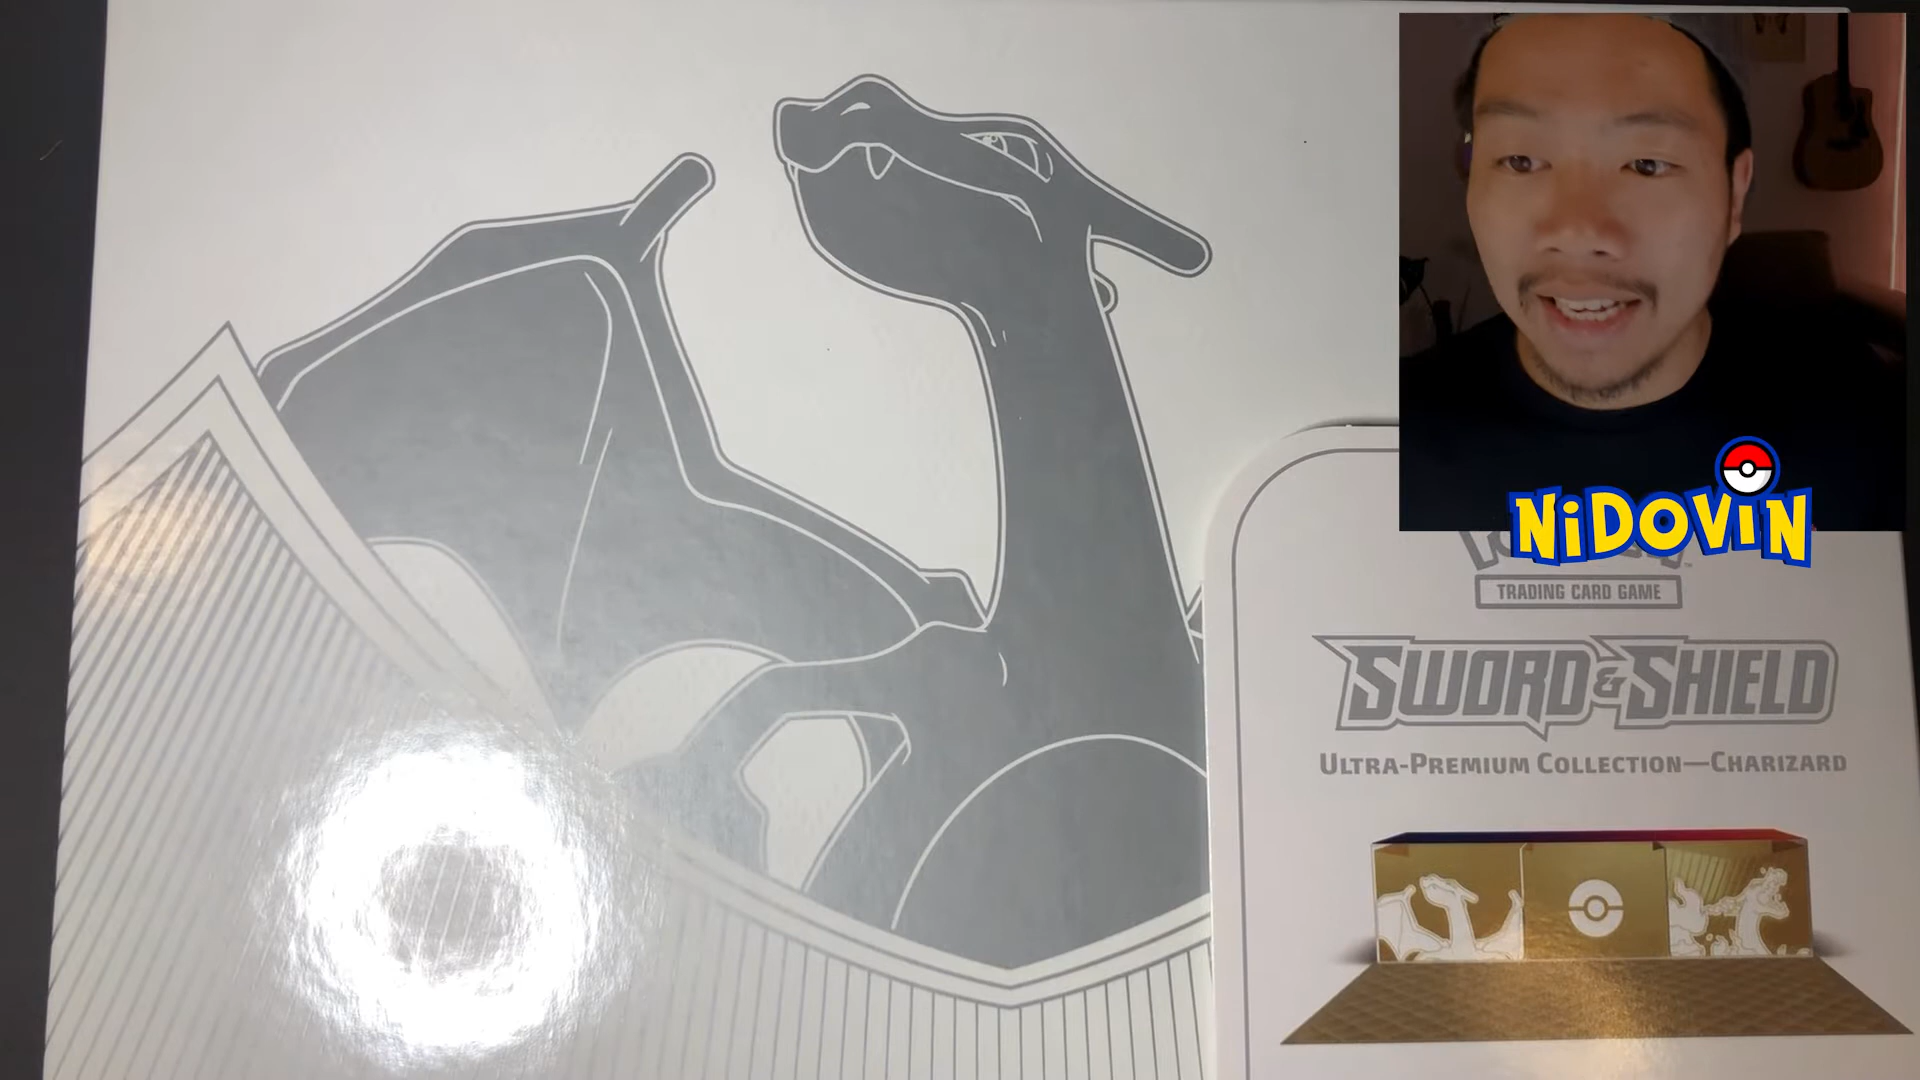 NiDOVIN
TRADING CARD GAME
SWORD & SHIELD
ULTRA-PREMIUM COLLECTION—CHARIZARD